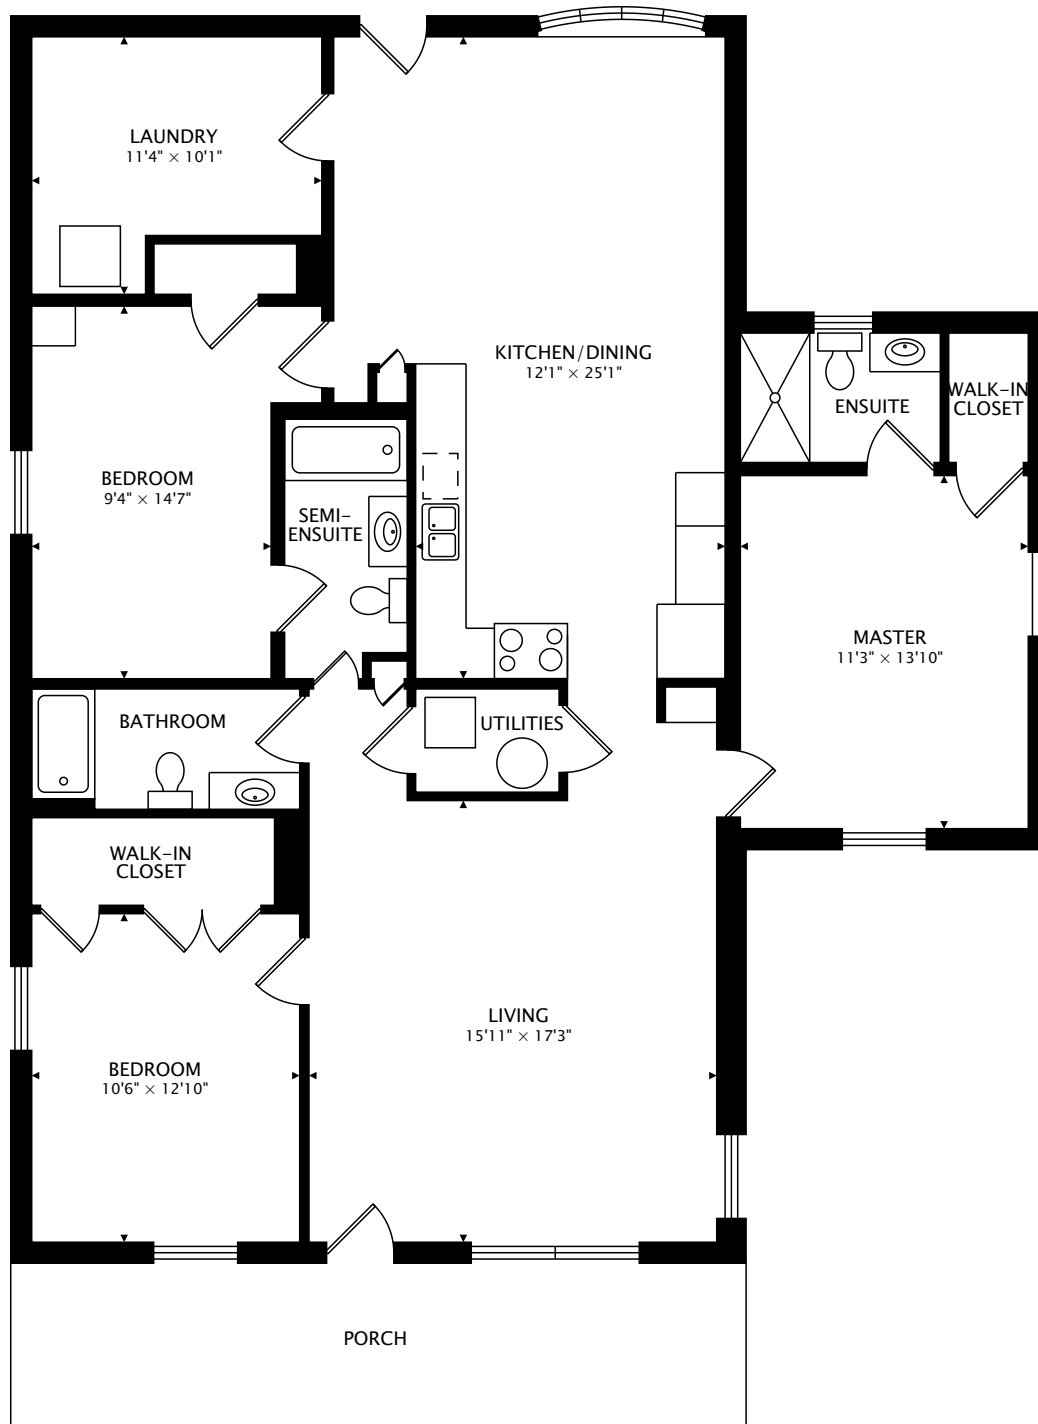 LAUNDRY
11'4" × 10'1"
KITCHEN/DINING
12'1" × 25'1"
ENSUITE
WALK-IN
CLOSET
BEDROOM
9'4" × 14'7"
SEMI-
ENSUITE
MASTER
11'3" × 13'10"
BATHROOM
UTILITIES
WALK-IN
CLOSET
LIVING
15'11" × 17'3"
BEDROOM
10'6" × 12'10"
PORCH